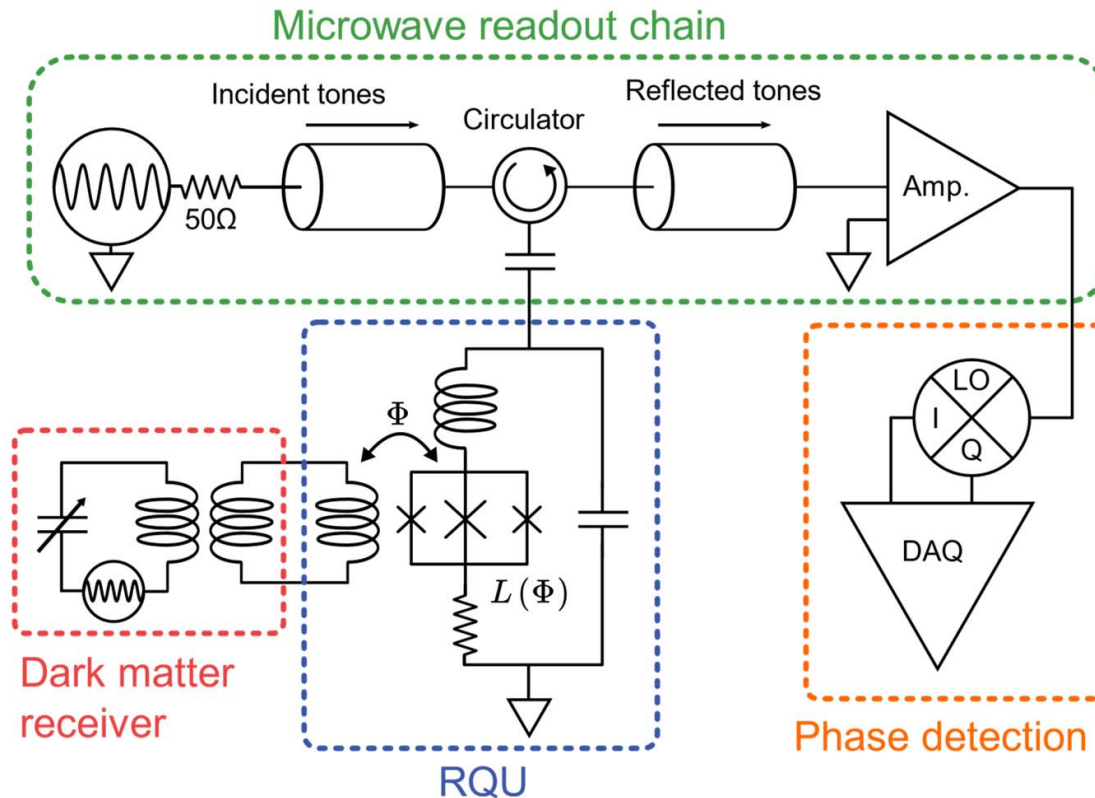 Microwave readout chain
Incident tones
Reflected tones
Circulator
Amp.
50Ω
Φ
L (Φ)
LO
I
Q
DAQ
Dark matter
receiver
RQU
Phase detection